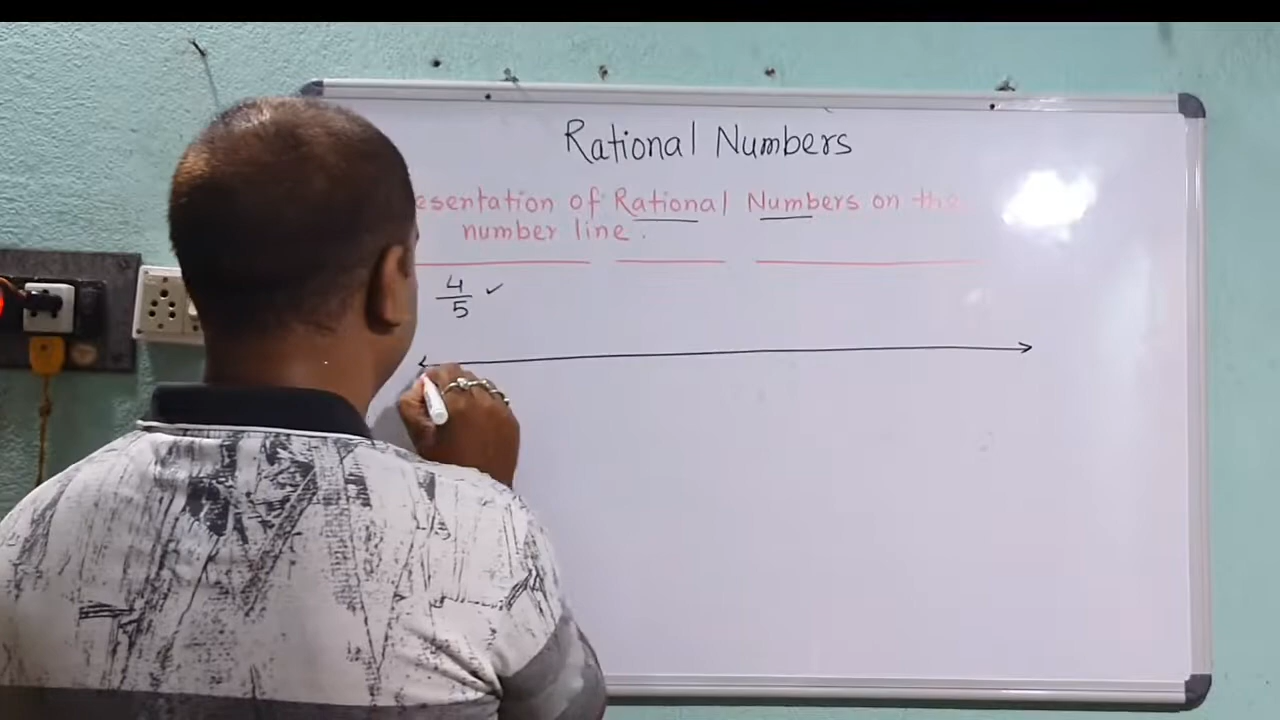 Rational Numbers
esentation of Rational Numbers on the
number line.
4
5